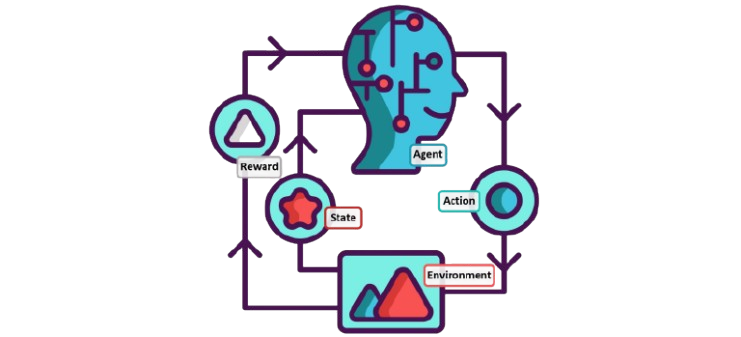 Agent
Reward
Action
State
Environment